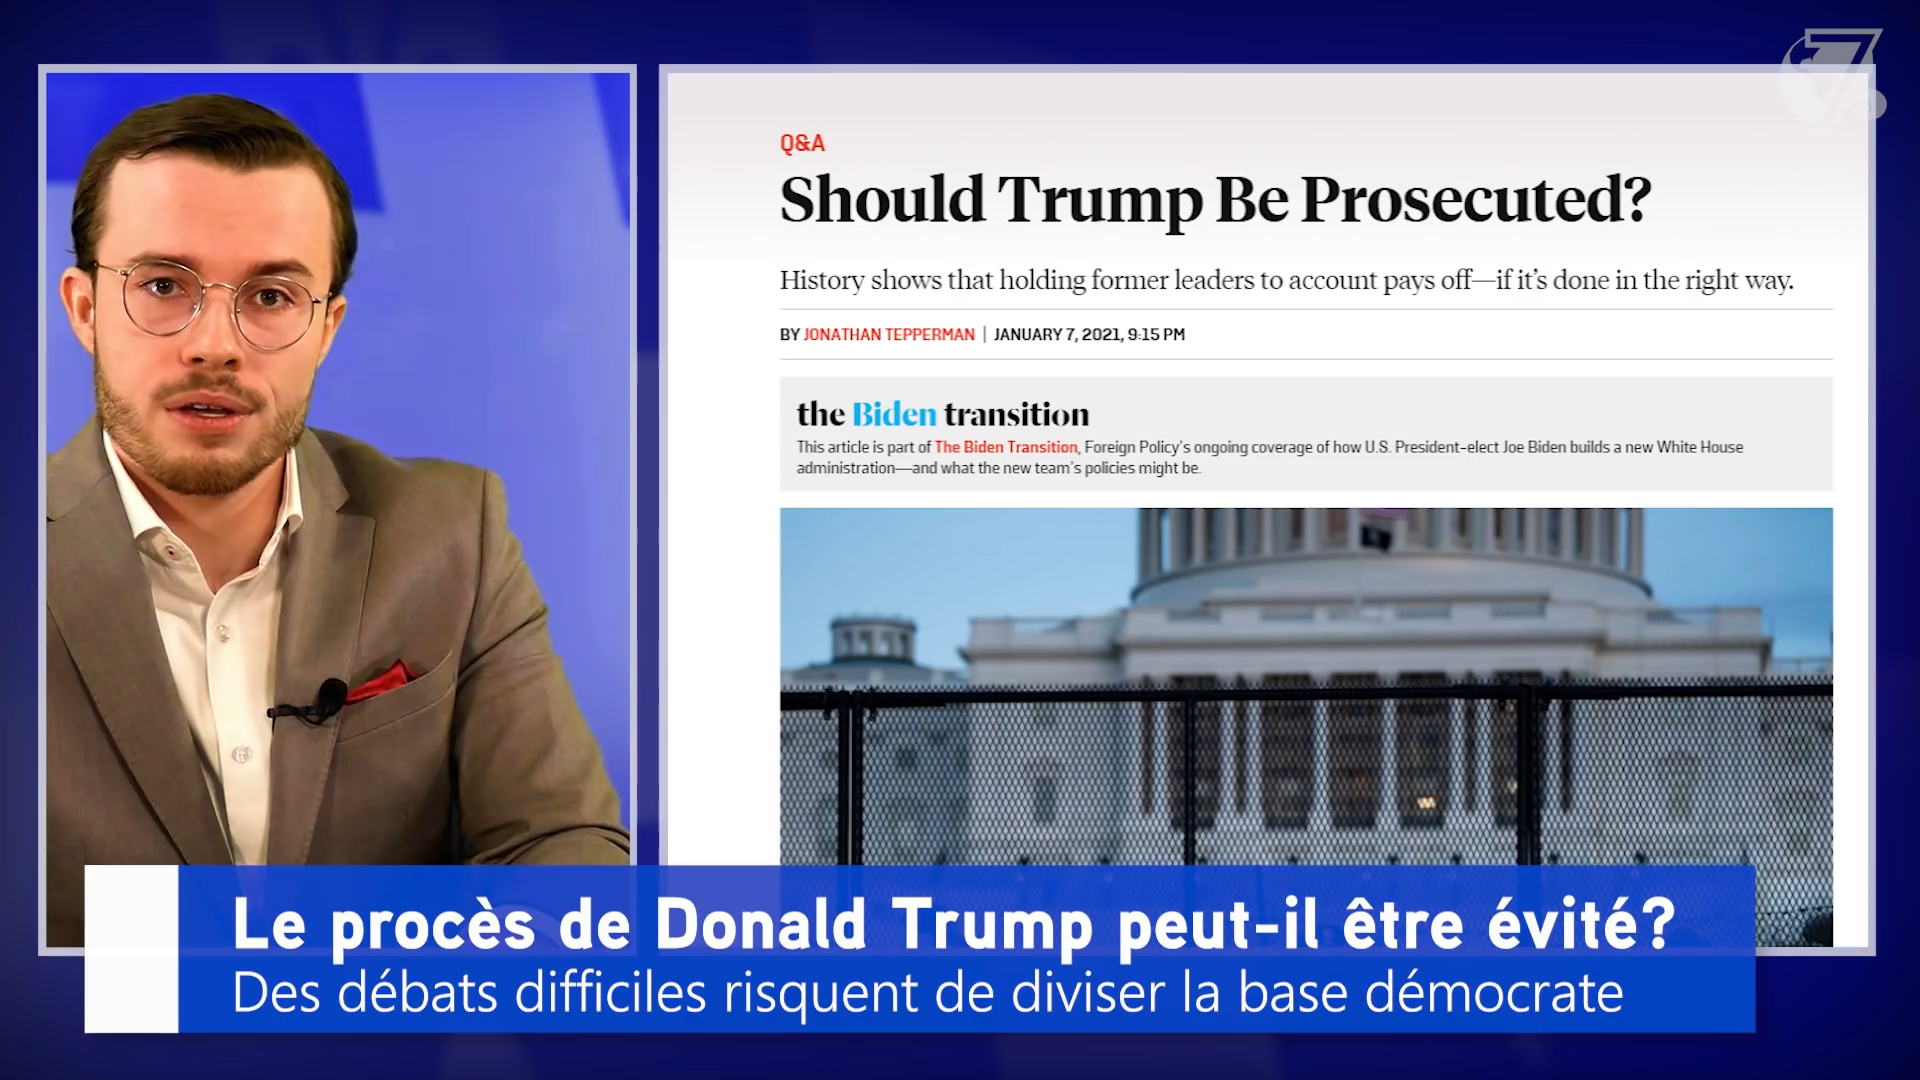 7
Q&A
Should Trump Be Prosecuted?
History shows that holding former leaders to account pays off—if it's done in the right way.
BY JONATHAN TEPPERMAN | JANUARY 7, 2021, 9:15 PM
the Biden transition
This article is part of The Biden Transition, Foreign Policy's ongoing coverage of how U.S. President-elect Joe Biden builds a new White House
administration—and what the new team's policies might be.
Le procès de Donald Trump peut-il être évité?
Des débats difficiles risquent de diviser la base démocrate